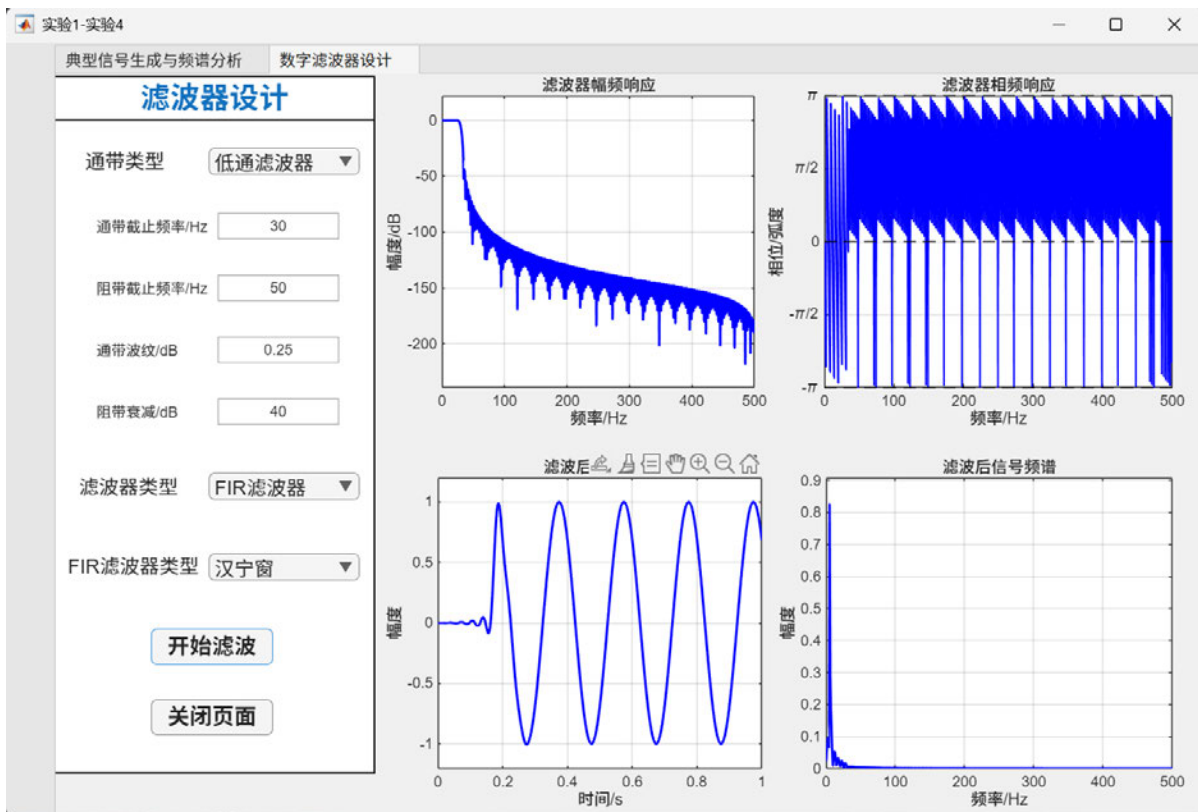 实验1-实验4
典型信号生成与频谱分析
数字滤波器设计
滤波器设计
通带类型
低通滤波器
通带截止频率/Hz
30
阻带截止频率/Hz
50
通带波纹/dB
0.25
阻带衰减/dB
40
滤波器类型
FIR滤波器
FIR滤波器类型
汉宁窗
开始滤波
关闭页面
滤波器幅频响应
幅度/dB
0
-50
-100
-150
-200
0 100 200 300 400 500
频率/Hz
滤波器相频响应
相位/弧度
π
π/2
0
-π/2
-π
0 100 200 300 400 500
频率/Hz
滤波后
幅度
1
0.5
0
-0.5
-1
0 0.2 0.4 0.6 0.8 1
时间/s
滤波后信号频谱
幅度
0.9
0.8
0.7
0.6
0.5
0.4
0.3
0.2
0.1
0
0 100 200 300 400 500
频率/Hz